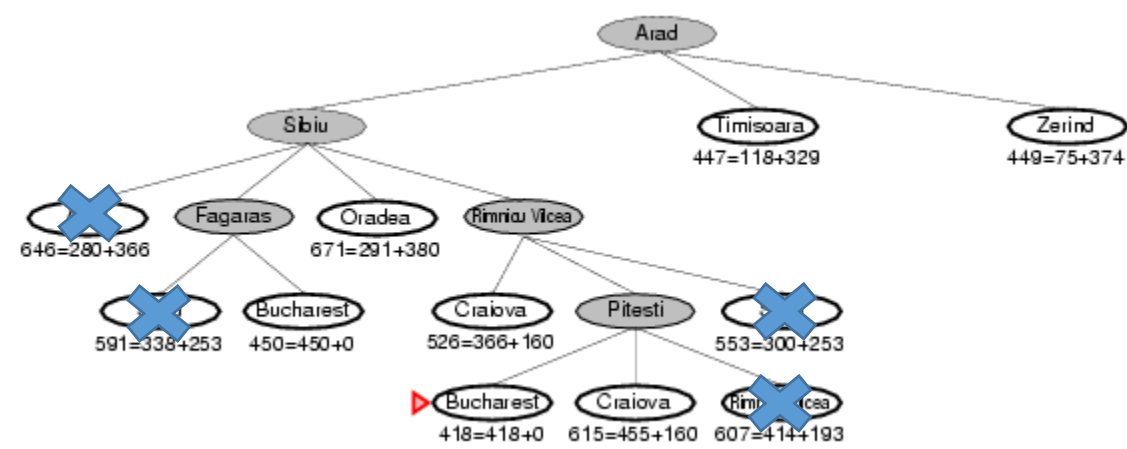 Arad
Sibiu
Timisoara
Zerind
447=118+329
449=75+374
Fagaras
Oradea
Rimnicu Vilcea
646=280+366
671=291+380
Bucharest
Craiova
Pitesti
591=338+253
450=450+0
526=366+160
553=300+253
Bucharest
Craiova
418=418+0
615=455+160
607=414+193